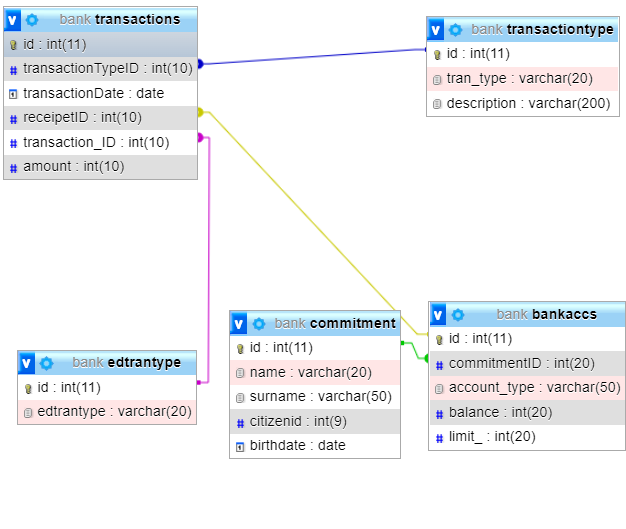 v bank transactions
id : int(11)
# transactionTypeID : int(10)
transactionDate : date
# receipetID : int(10)
# transaction_ID : int(10)
# amount : int(10)
v bank transactiontype
id : int(11)
tran_type : varchar(20)
description : varchar(200)
v bank edtrantype
id : int(11)
edtrantype : varchar(20)
v bank commitment
id : int(11)
name : varchar(20)
surname : varchar(50)
# citizenid : int(9)
birthdate : date
v bank bankaccs
id : int(11)
# commitmentID : int(20)
account_type : varchar(50)
# balance : int(20)
# limit_ : int(20)